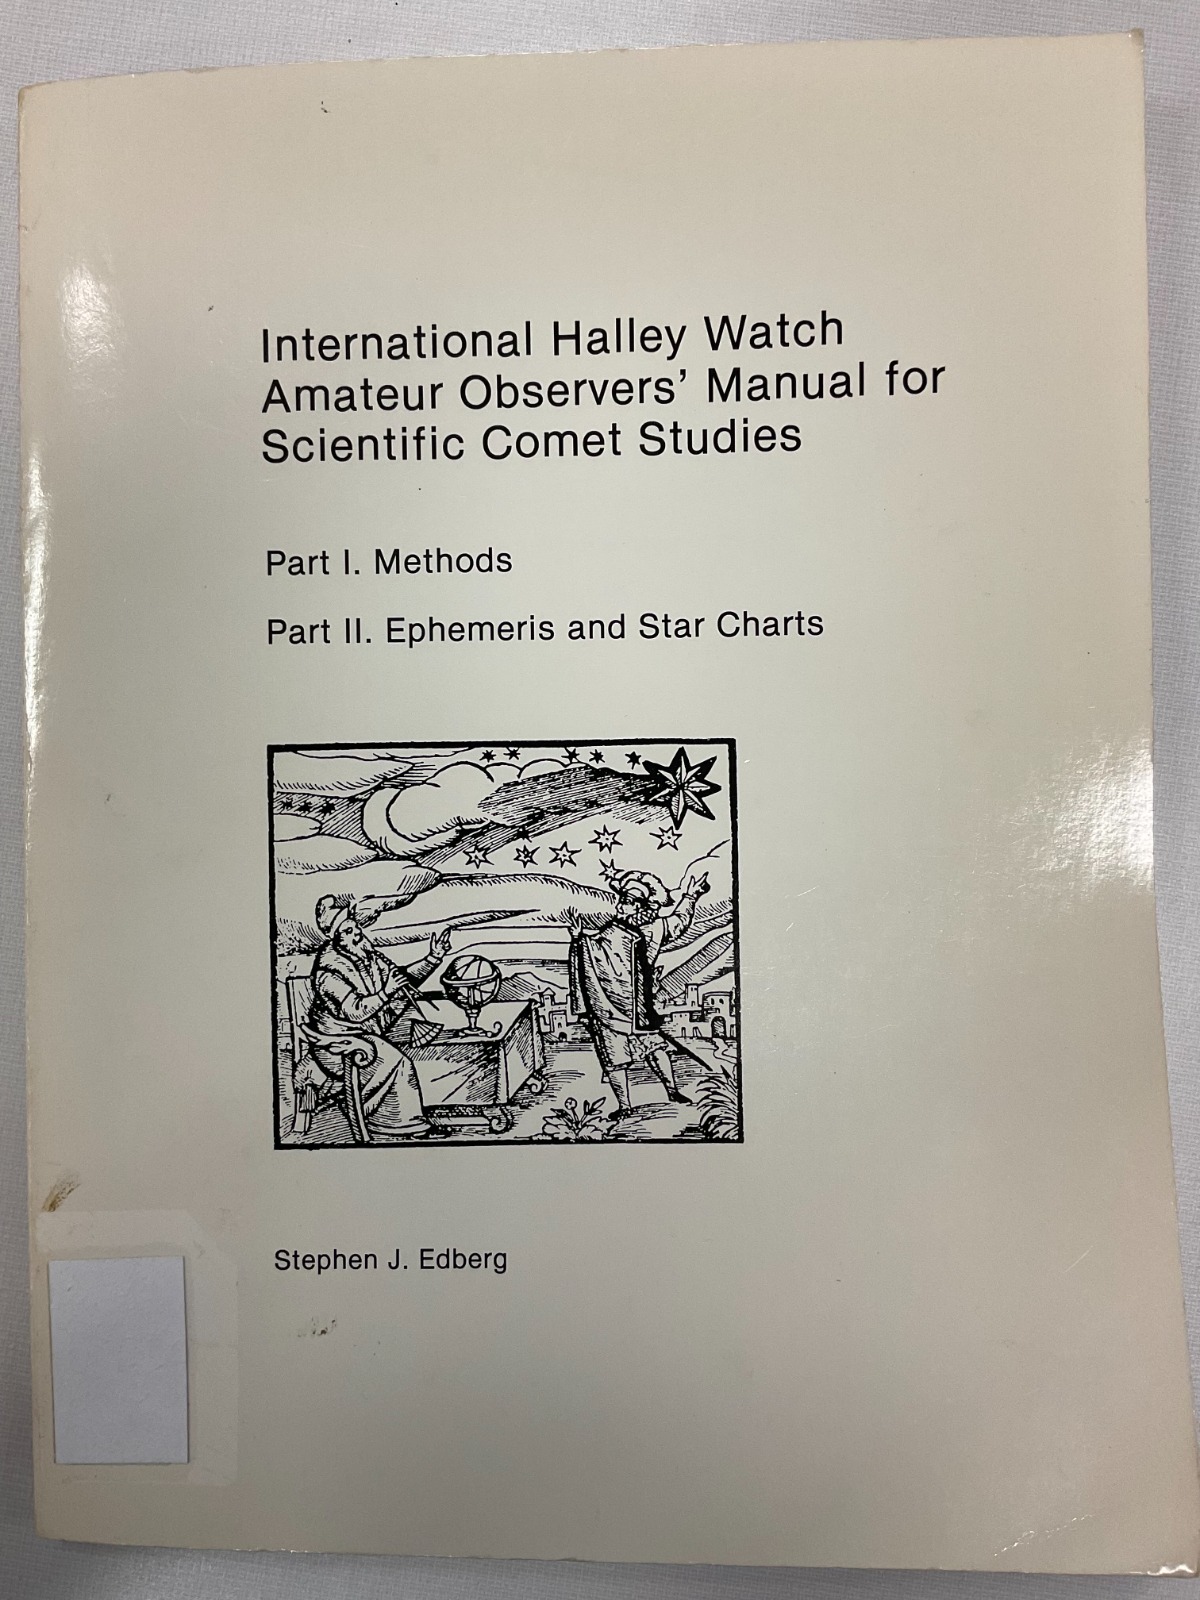 International Halley Watch
Amateur Observers' Manual for
Scientific Comet Studies
Part I. Methods
Part II. Ephemeris and Star Charts
Stephen J. Edberg